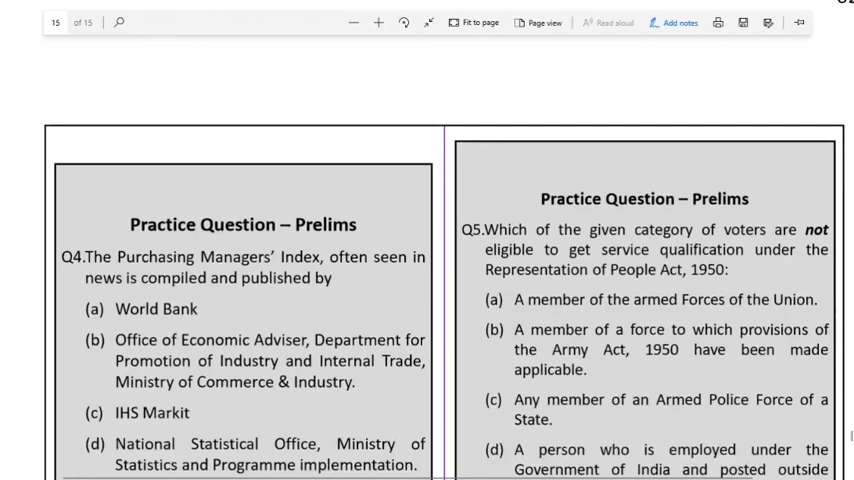 15 of 15 Fit to page Page view Read aloud Add notes
Practice Question – Prelims
Q4.The Purchasing Managers' Index, often seen in
news is compiled and published by
(a) World Bank
(b) Office of Economic Adviser, Department for
Promotion of Industry and Internal Trade,
Ministry of Commerce & Industry.
(c) IHS Markit
(d) National Statistical Office, Ministry of
Statistics and Programme implementation.
Practice Question – Prelims
Q5.Which of the given category of voters are not
eligible to get service qualification under the
Representation of People Act, 1950:
(a) A member of the armed Forces of the Union.
(b) A member of a force to which provisions of
the Army Act, 1950 have been made
applicable.
(c) Any member of an Armed Police Force of a
State.
(d) A person who is employed under the
Government of India and posted outside